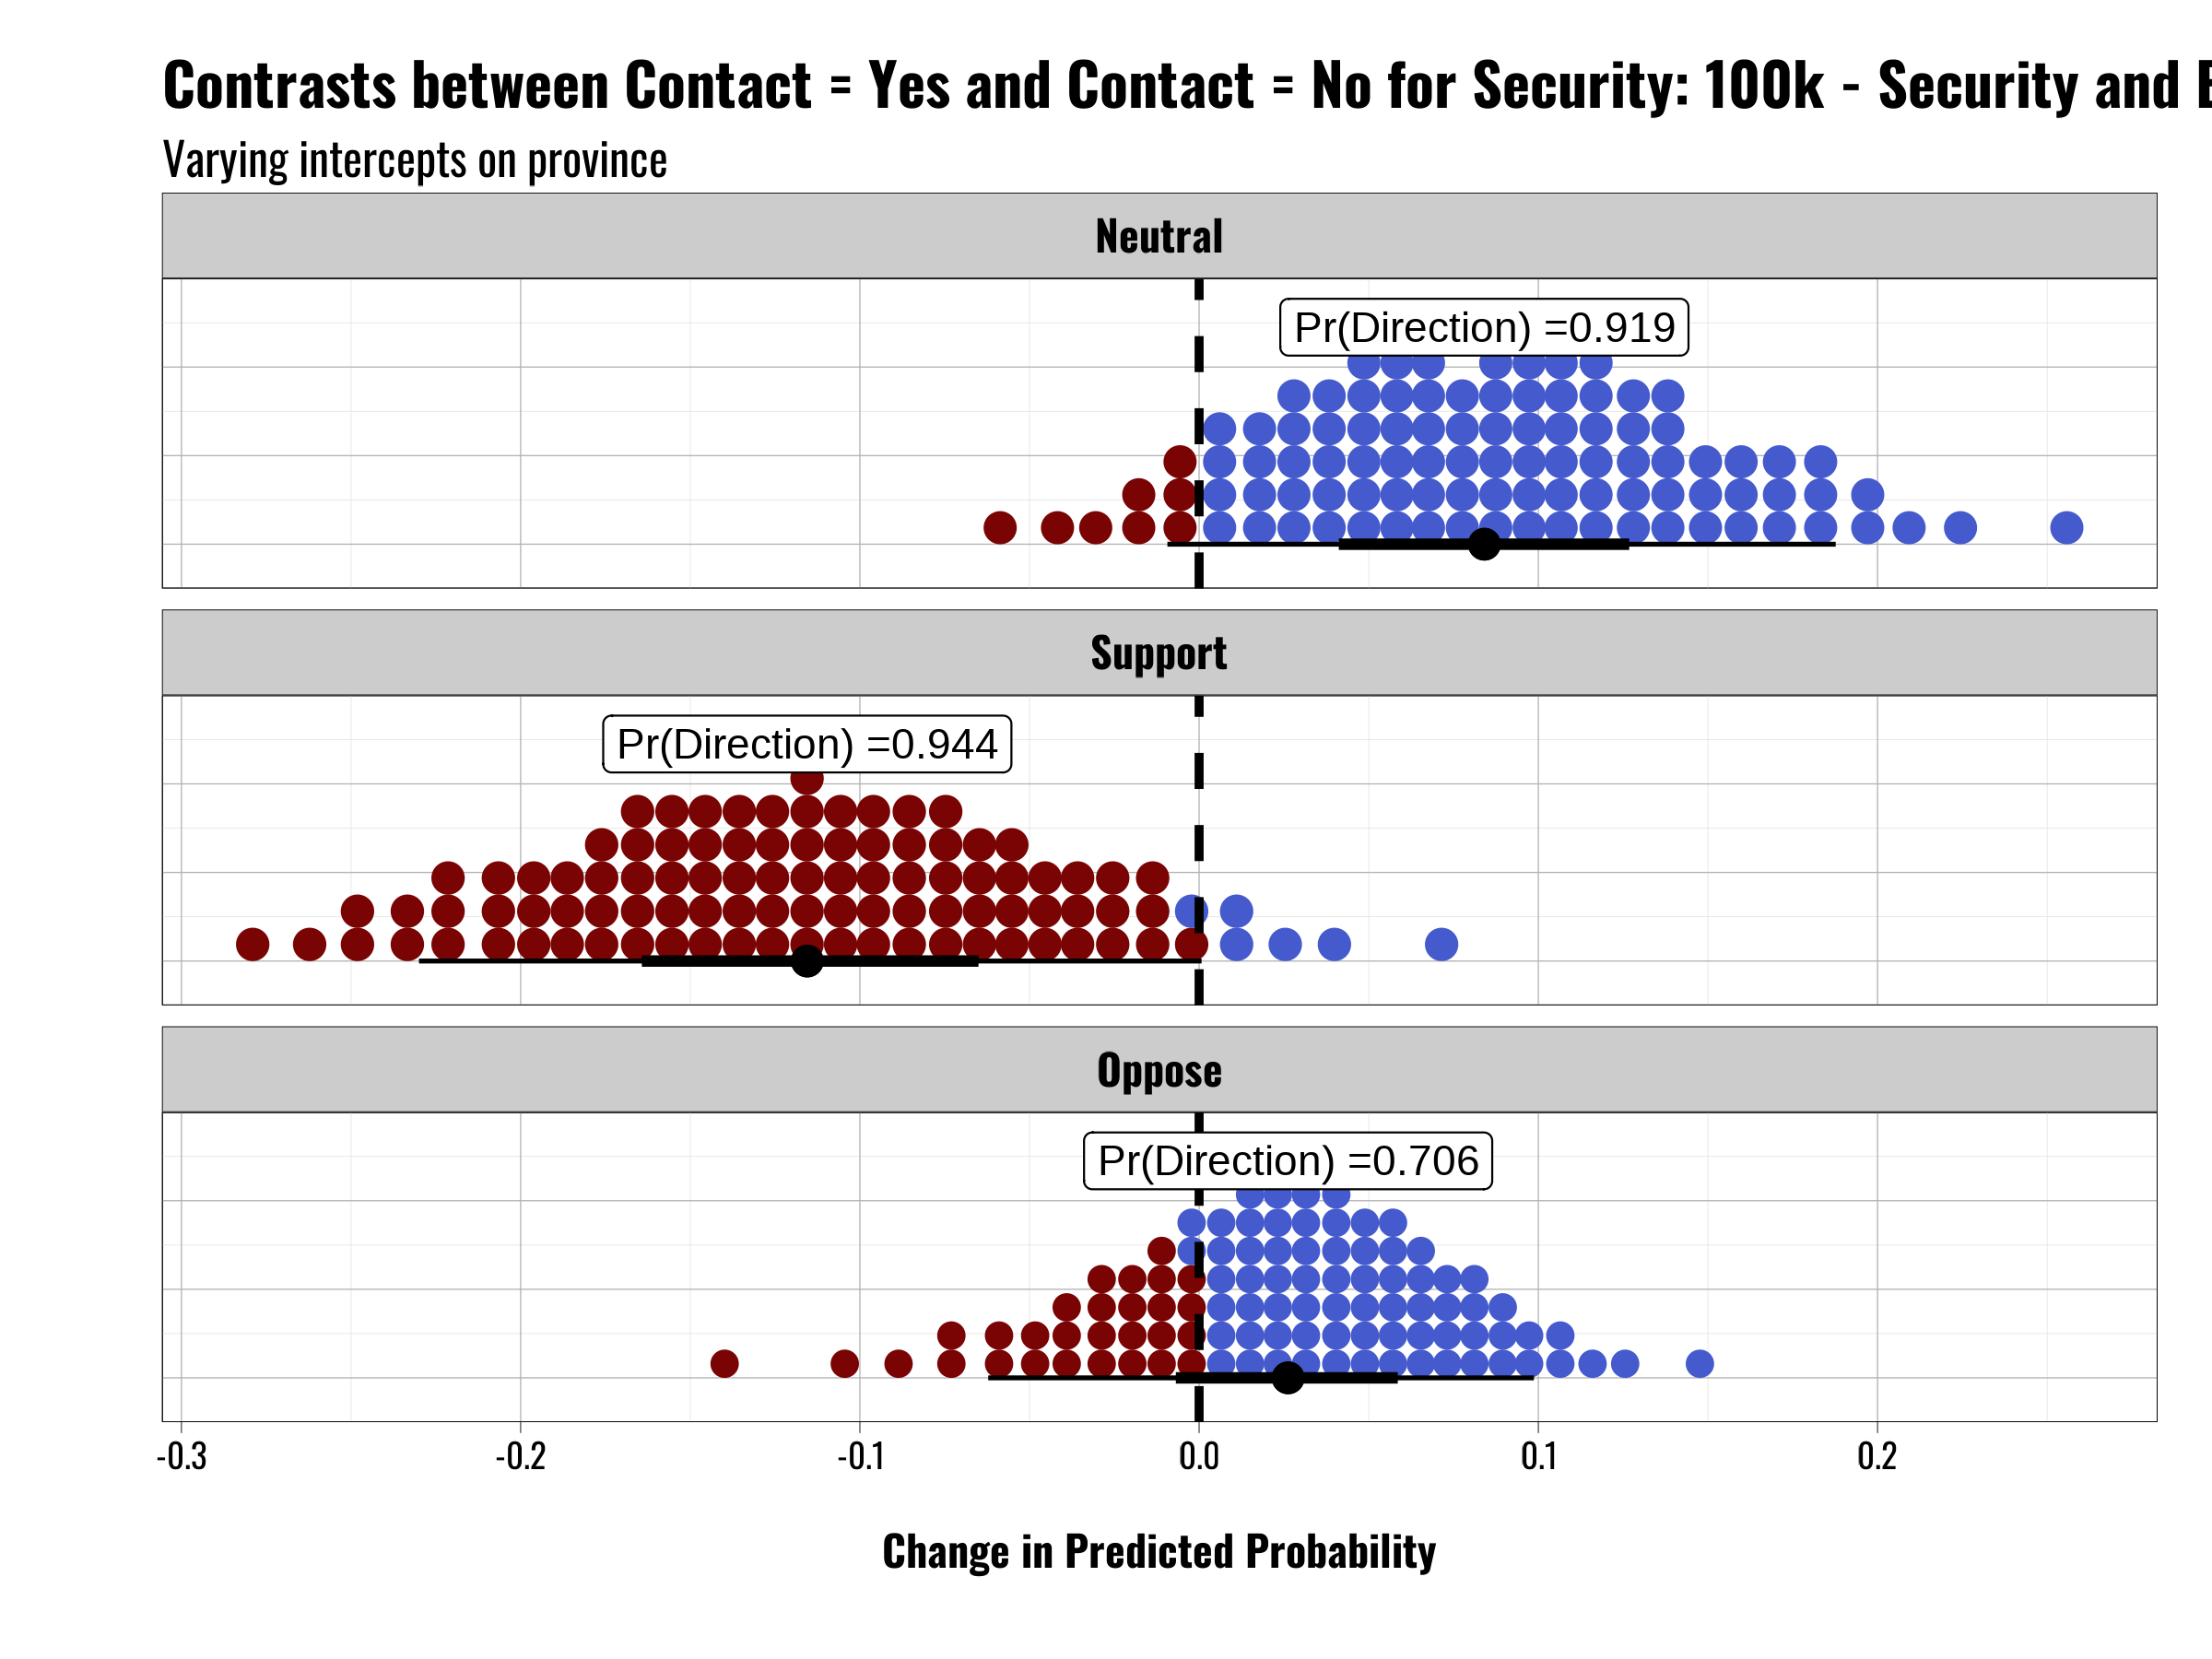 Contrasts between Contact = Yes and Contact = No for Security: 100k - Security and
Varying intercepts on province
Neutral
Pr(Direction) =0.919
Support
Pr(Direction) =0.944
Oppose
Pr(Direction) =0.706
-0.3 -0.2 -0.1 0.0 0.1 0.2
Change in Predicted Probability